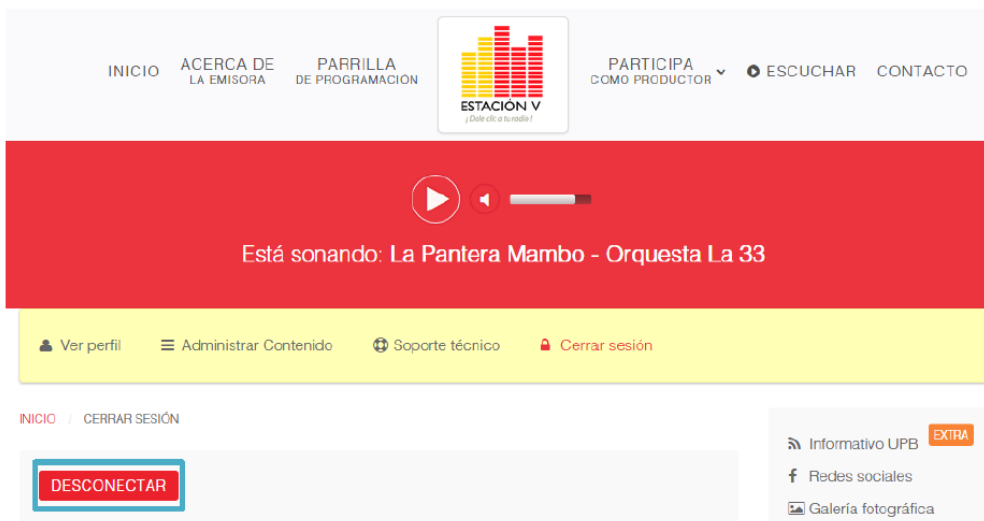 INICIO
ACERCA DE
LA EMISORA
PARRILLA
DE PROGRAMACIÓN
ESTACIÓN V
¡Dale clic a tu radio!
PARTICIPA
COMO PRODUCTOR
ESCUCHAR
CONTACTO
Está sonando: La Pantera Mambo - Orquesta La 33
Ver perfil
Administrar Contenido
Soporte técnico
Cerrar sesión
INICIO / CERRAR SESIÓN
DESCONECTAR
Informativo UPB EXTRA
Redes sociales
Galería fotográfica